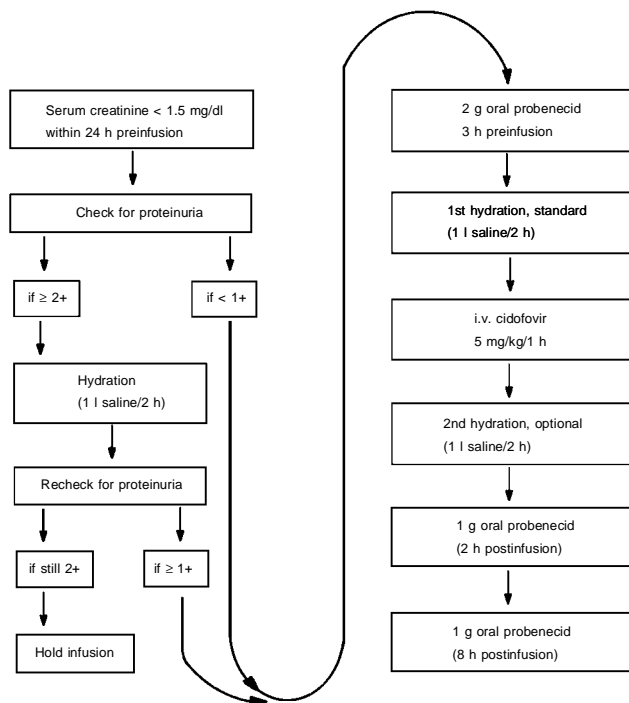 Serum creatinine < 1.5 mg/dl
within 24 h preinfusion
Check for proteinuria
if ≥ 2+
if < 1+
Hydration
(1 l saline/2 h)
Recheck for proteinuria
if still 2+
if ≥ 1+
Hold infusion
2 g oral probenecid
3 h preinfusion
1st hydration, standard
(1 l saline/2 h)
i.v. cidofovir
5 mg/kg/1 h
2nd hydration, optional
(1 l saline/2 h)
1 g oral probenecid
(2 h postinfusion)
1 g oral probenecid
(8 h postinfusion)